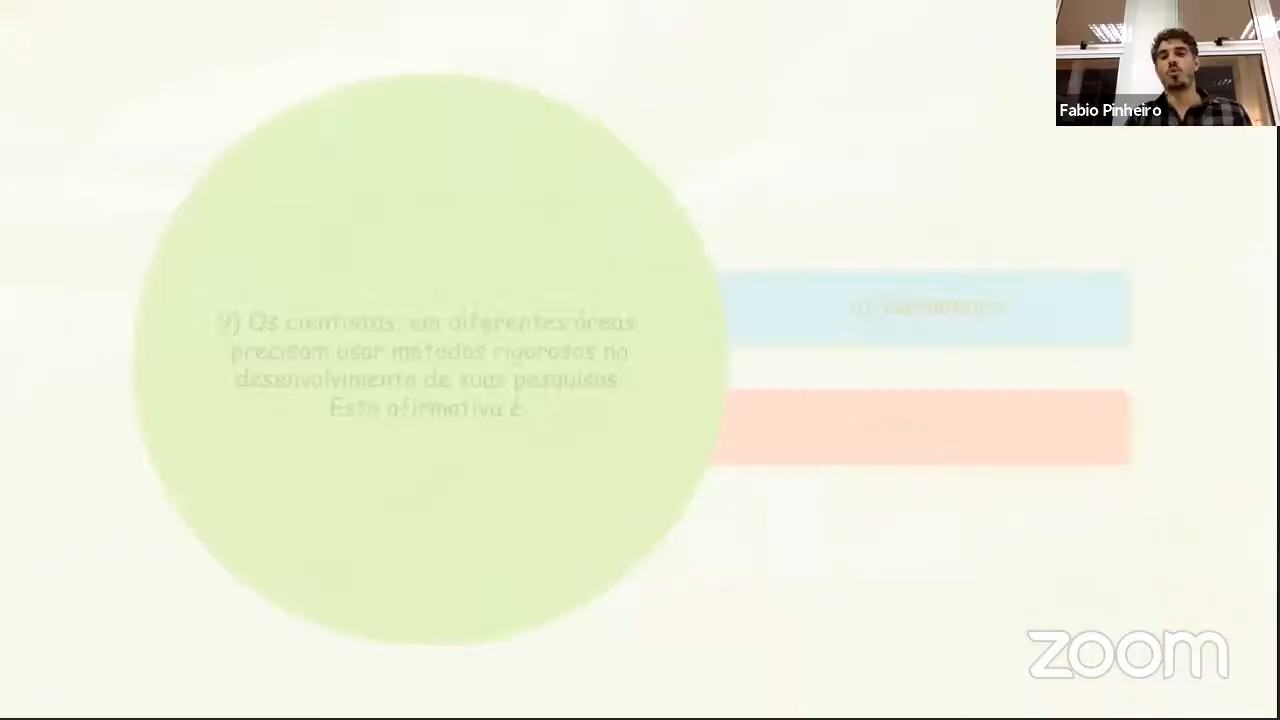 Fabio Pinheiro
9) Os cientistas, em diferentes áreas
precisam usar métodos rigorosos no
desenvolvimento de suas pesquisas.
Esta afirmativa é
zoom